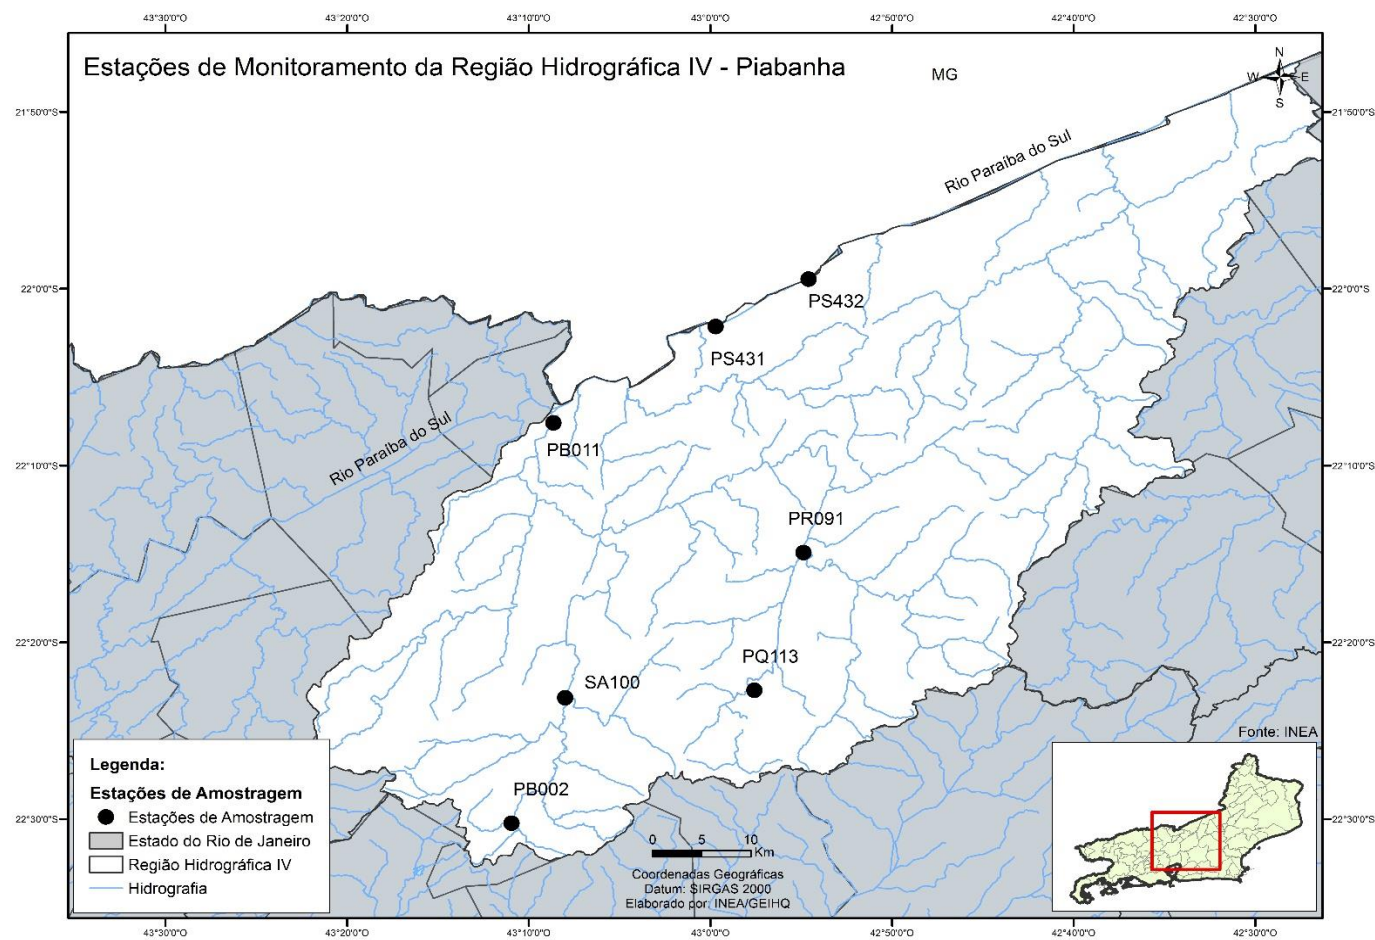 43°30'0"O 43°20'0"O 43°10'0"O 43°0'0"O 42°50'0"O 42°40'0"O 42°30'0"O
Estações de Monitoramento da Região Hidrográfica IV - Piabanha
MG
N
W E
S
21°50'0"S 21°50'0"S
Rio Paraíba do Sul
22°0'0"S 22°0'0"S
PS432
PS431
Rio Paraíba do Sul
PB011
22°10'0"S 22°10'0"S
PR091
22°20'0"S 22°20'0"S
PQ113
SA100
Fonte: INEA
PB002
22°30'0"S 22°30'0"S
Legenda:
Estações de Amostragem
Estações de Amostragem
Estado do Rio de Janeiro
Região Hidrográfica IV
Hidrografia
0 5 10
Km
Coordenadas Geográficas
Datum: SIRGAS 2000
Elaborado por: INEA/GEIHQ
43°30'0"O 43°20'0"O 43°10'0"O 43°0'0"O 42°50'0"O 42°40'0"O 42°30'0"O